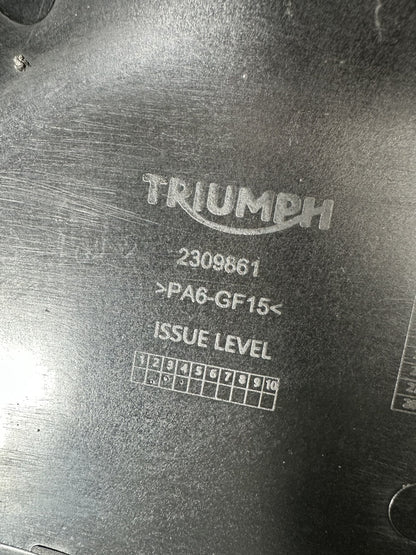 TRIUMPH
2309861
>PA6-GF15<
ISSUE LEVEL
1 2 3 4 5 6 7 8 9 10